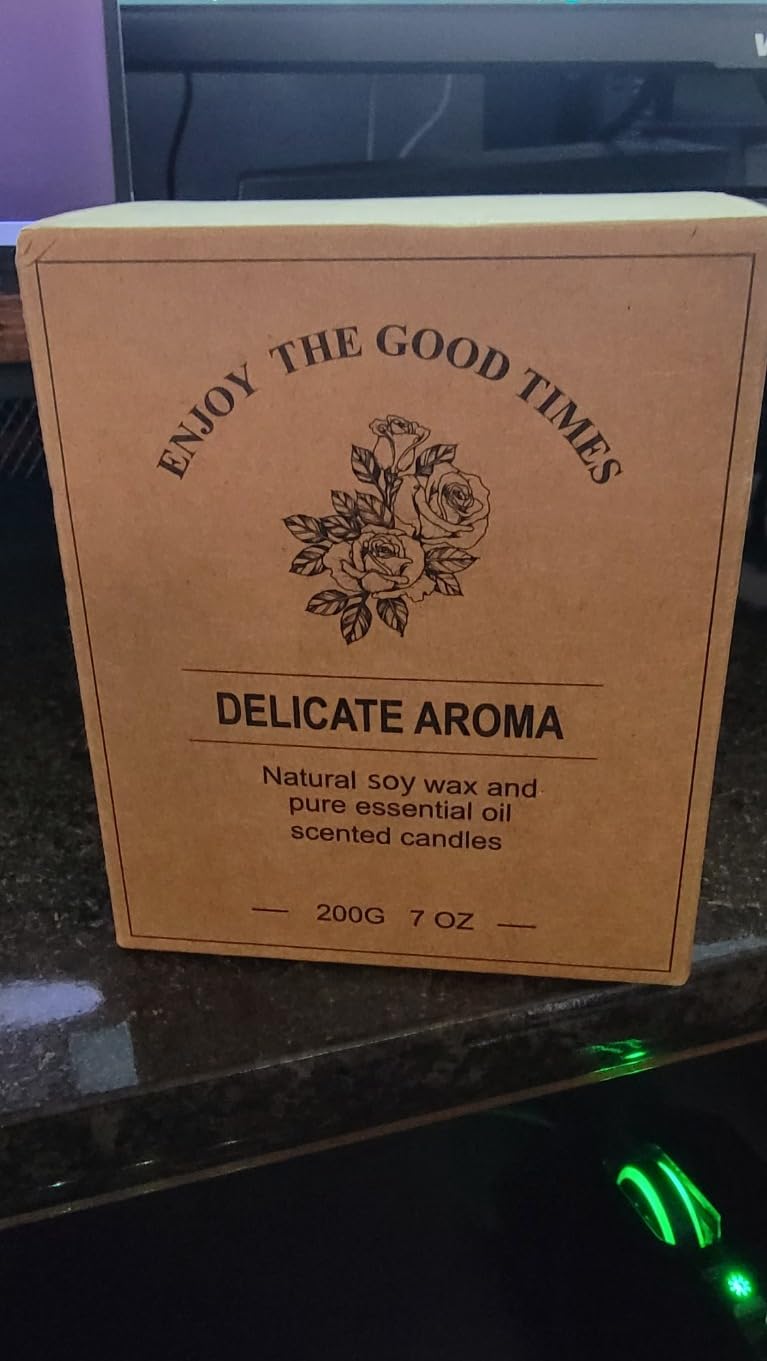 ENJOY THE GOOD TIMES
DELICATE AROMA
Natural soy wax and
pure essential oil
scented candles
200G 7 OZ